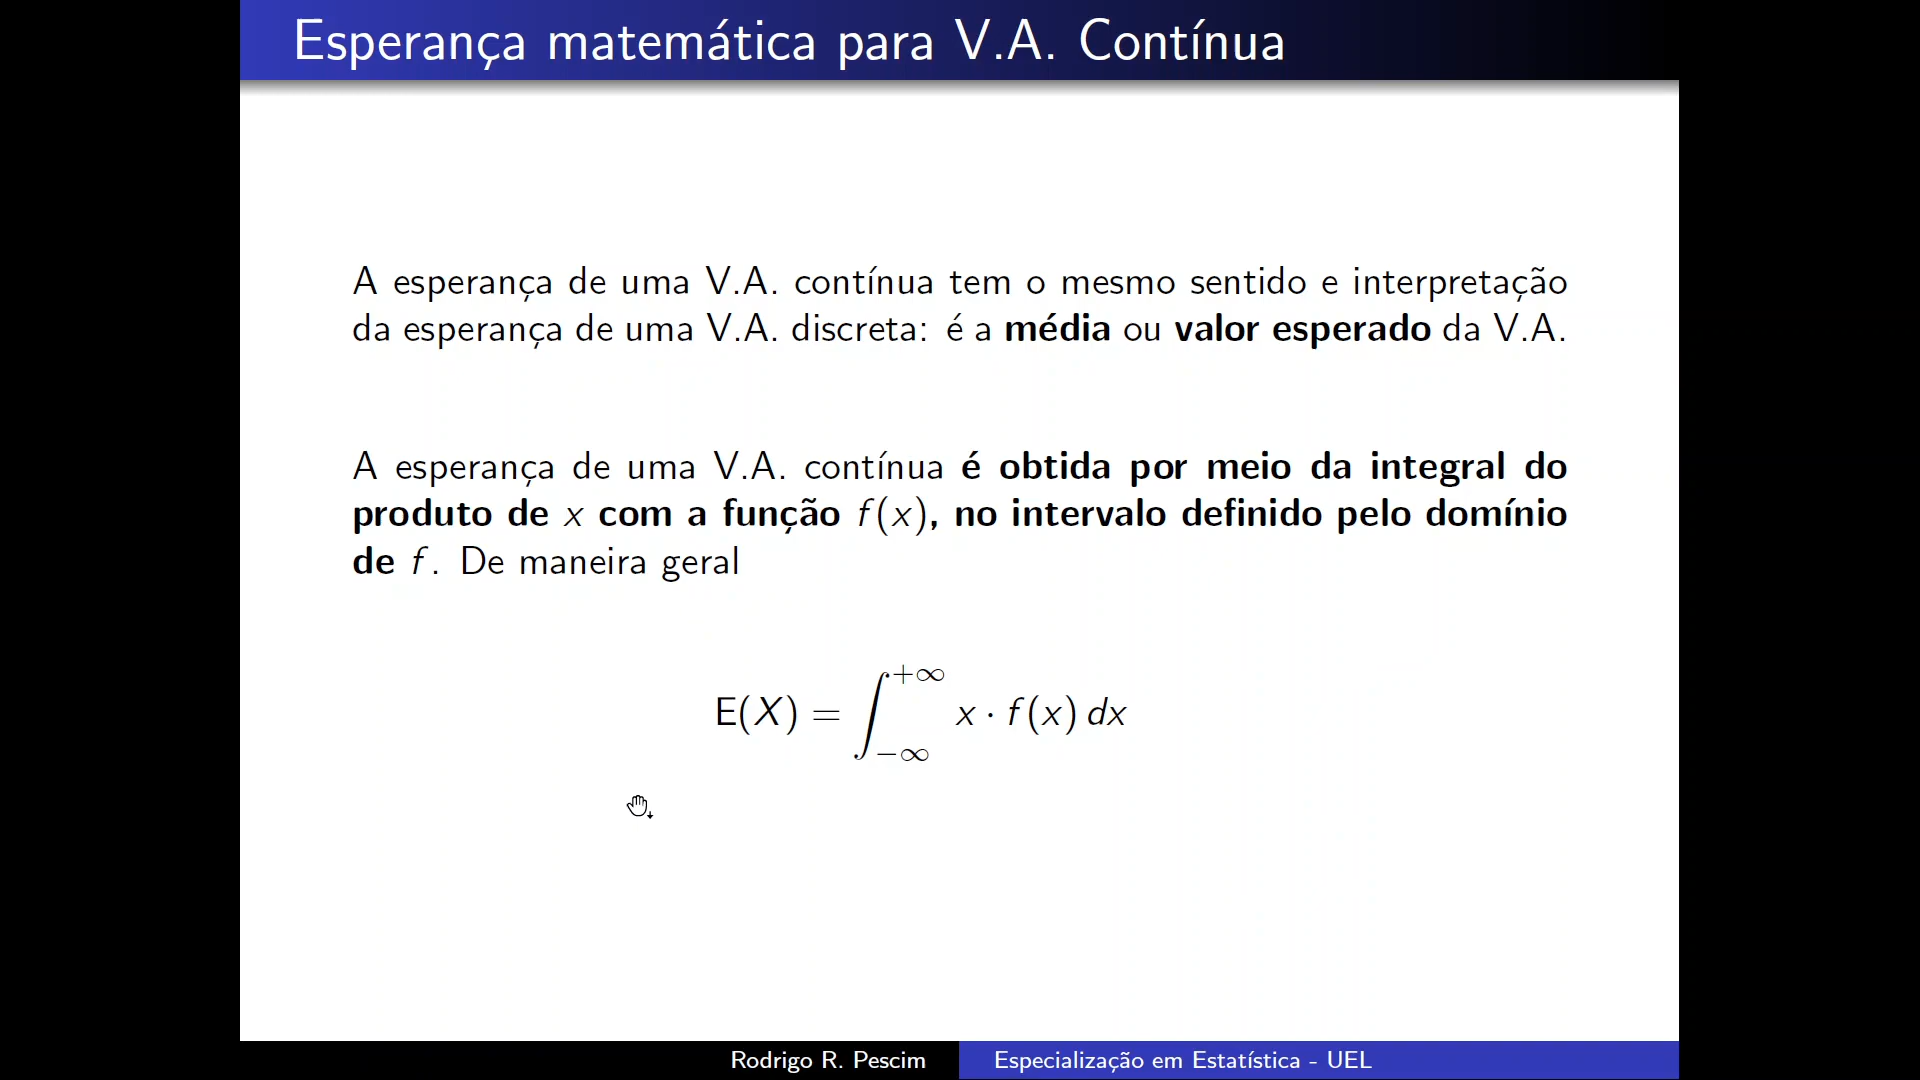 Esperança matemática para V.A. Contínua
A esperança de uma V.A. contínua tem o mesmo sentido e interpretação
da esperança de uma V.A. discreta: é a média ou valor esperado da V.A.
A esperança de uma V.A. contínua é obtida por meio da integral do
produto de x com a função f(x), no intervalo definido pelo domínio
de f. De maneira geral
E(X) = ∫_{−∞}^{+∞} x · f(x) dx
Rodrigo R. Pescim
Especialização em Estatística - UEL